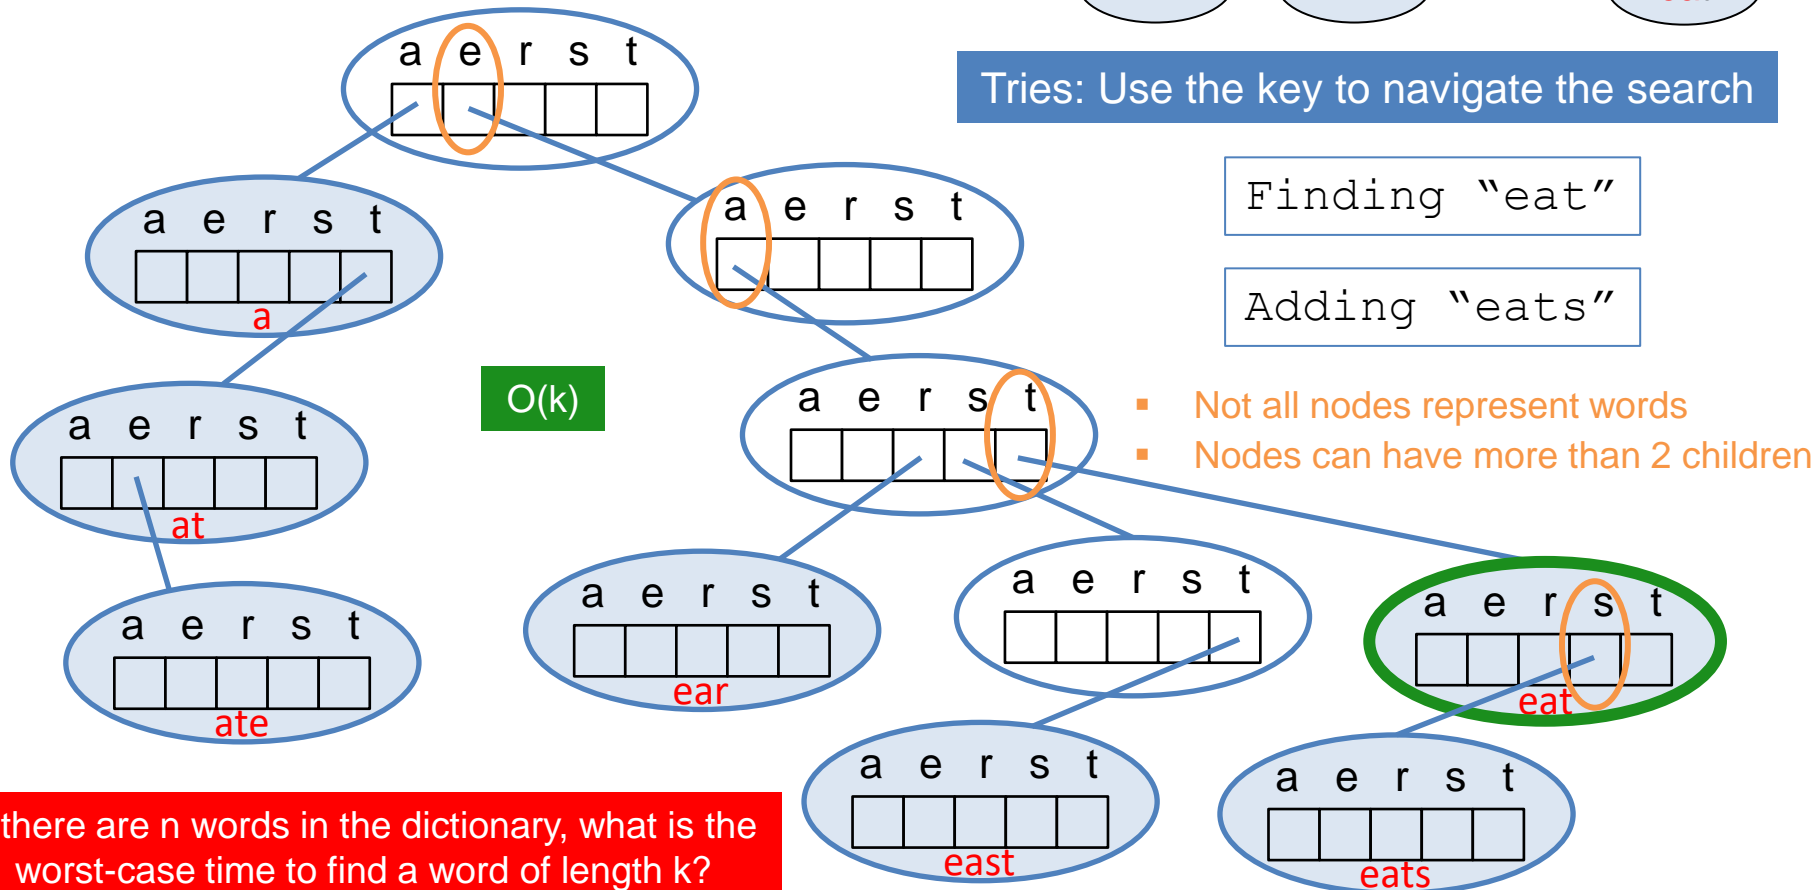 Tries: Use the key to navigate the search
a e r s t
a e r s t
a
a e r s t
Finding “eat”
Adding “eats”
O(k)
a e r s t
at
a e r s t
▪ Not all nodes represent words
▪ Nodes can have more than 2 children
a e r s t
ate
a e r s t
ear
a e r s t
a e r s t
eat
a e r s t
east
a e r s t
eats
there are n words in the dictionary, what is the
worst-case time to find a word of length k?